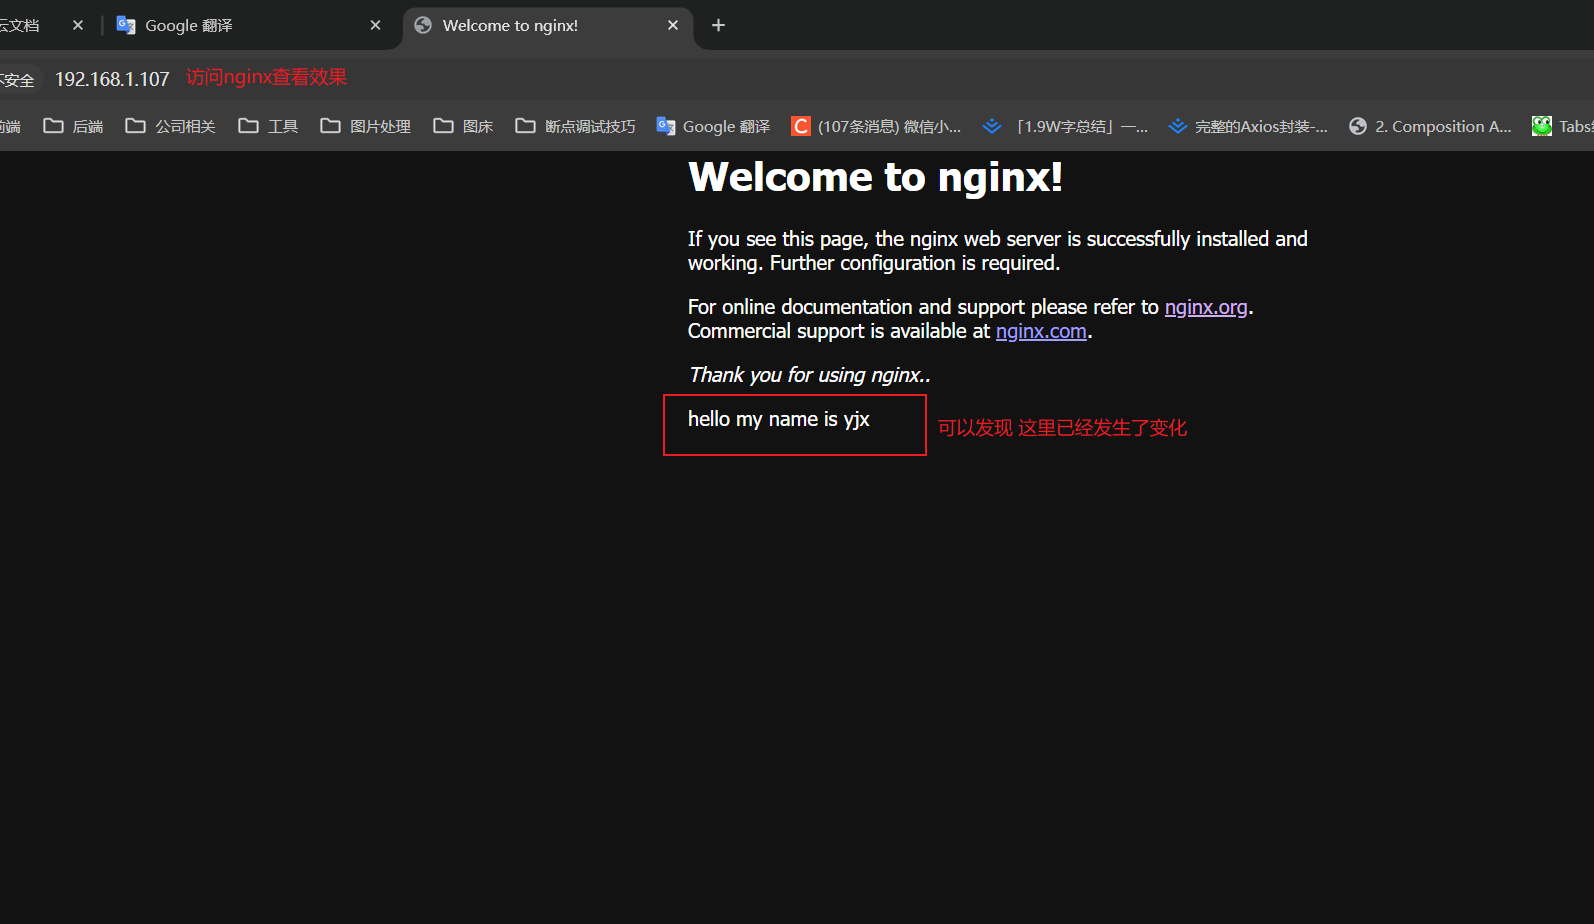 云文档
Google 翻译
Welcome to nginx!
不安全
192.168.1.107
访问nginx查看效果
前端
后端
公司相关
工具
图片处理
图床
断点调试技巧
Google 翻译
(107条消息) 微信小...
「1.9W字总结」一...
完整的Axios封装-...
2. Composition A...
Tabs
Welcome to nginx!
If you see this page, the nginx web server is successfully installed and
working. Further configuration is required.
For online documentation and support please refer to nginx.org.
Commercial support is available at nginx.com.
Thank you for using nginx..
hello my name is yjx
可以发现 这里已经发生了变化